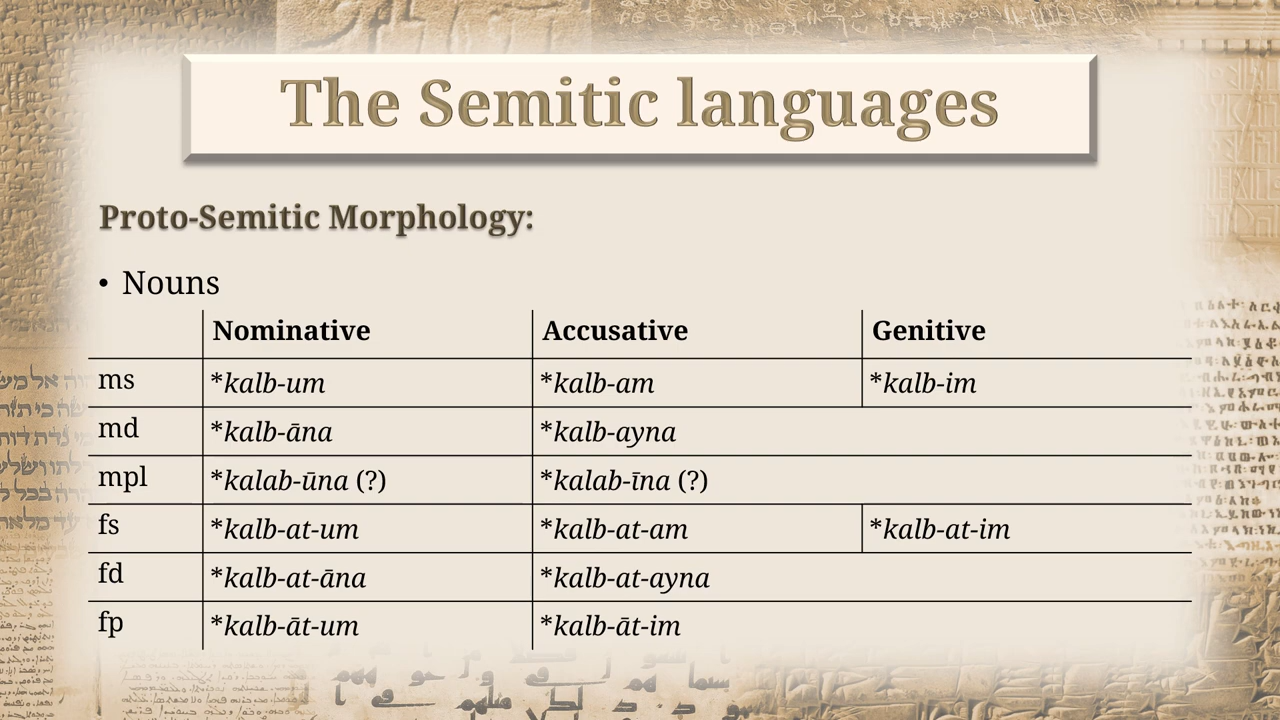 The Semitic languages
Proto-Semitic Morphology:
• Nouns
Nominative Accusative Genitive
ms *kalb-um *kalb-am *kalb-im
md *kalb-āna *kalb-ayna
mpl *kalab-ūna (?) *kalab-īna (?)
fs *kalb-at-um *kalb-at-am *kalb-at-im
fd *kalb-at-āna *kalb-at-ayna
fp *kalb-āt-um *kalb-āt-im